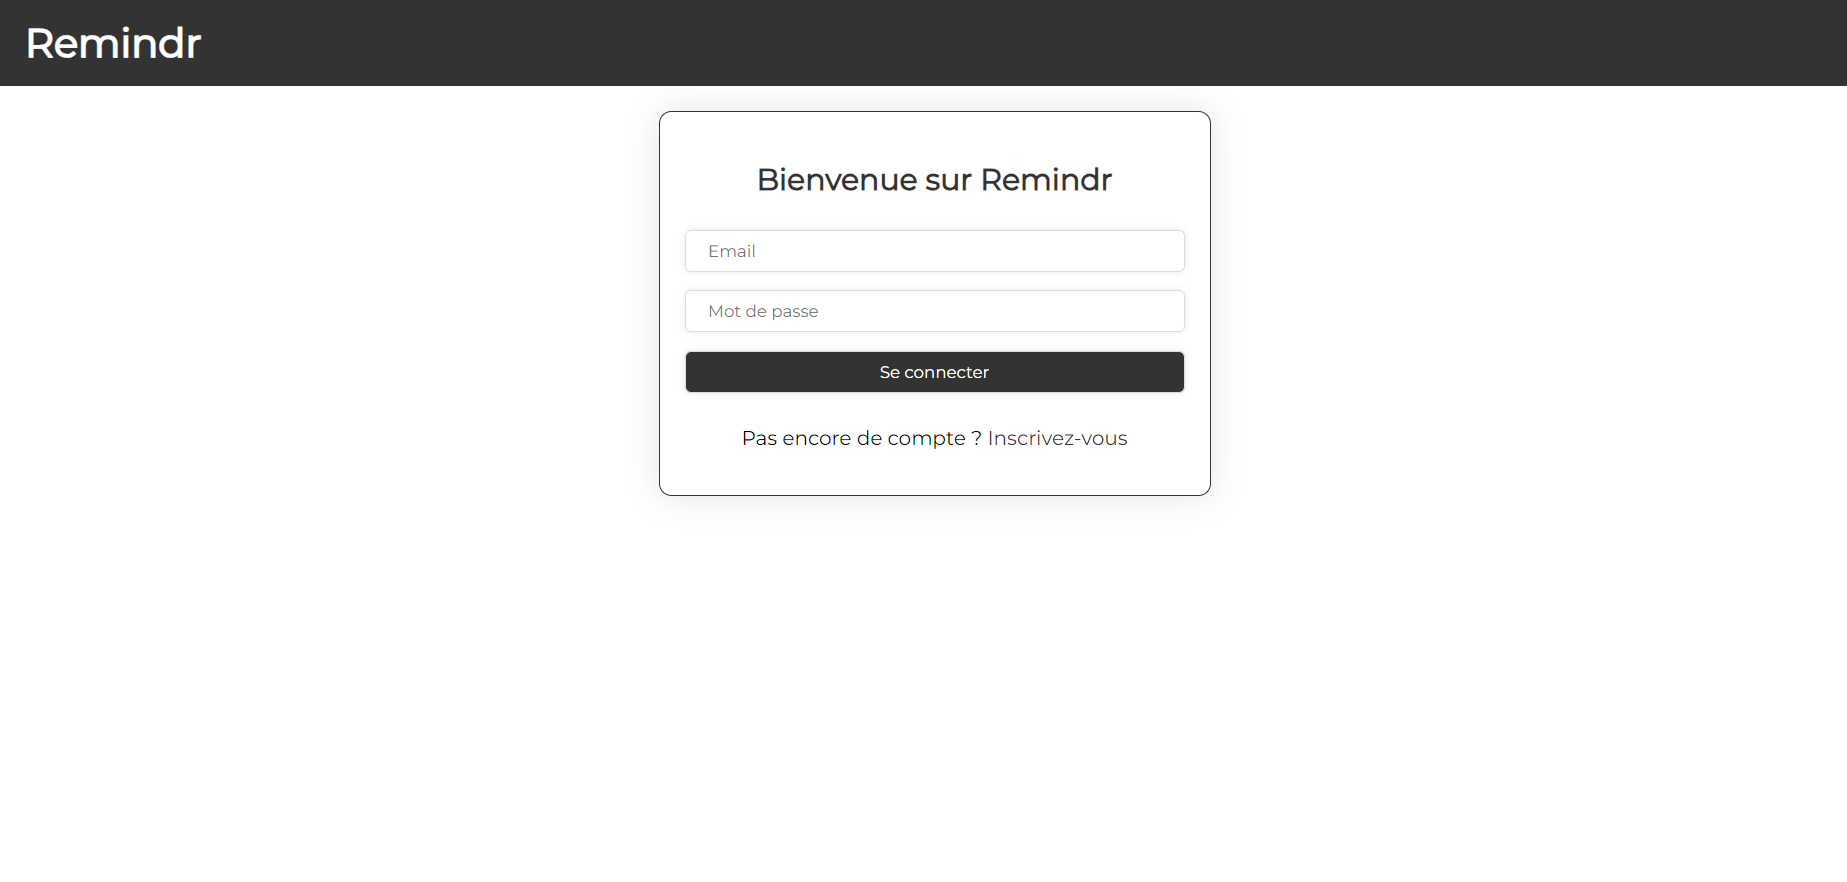 Remindr
Bienvenue sur Remindr
Email
Mot de passe
Se connecter
Pas encore de compte ? Inscrivez-vous